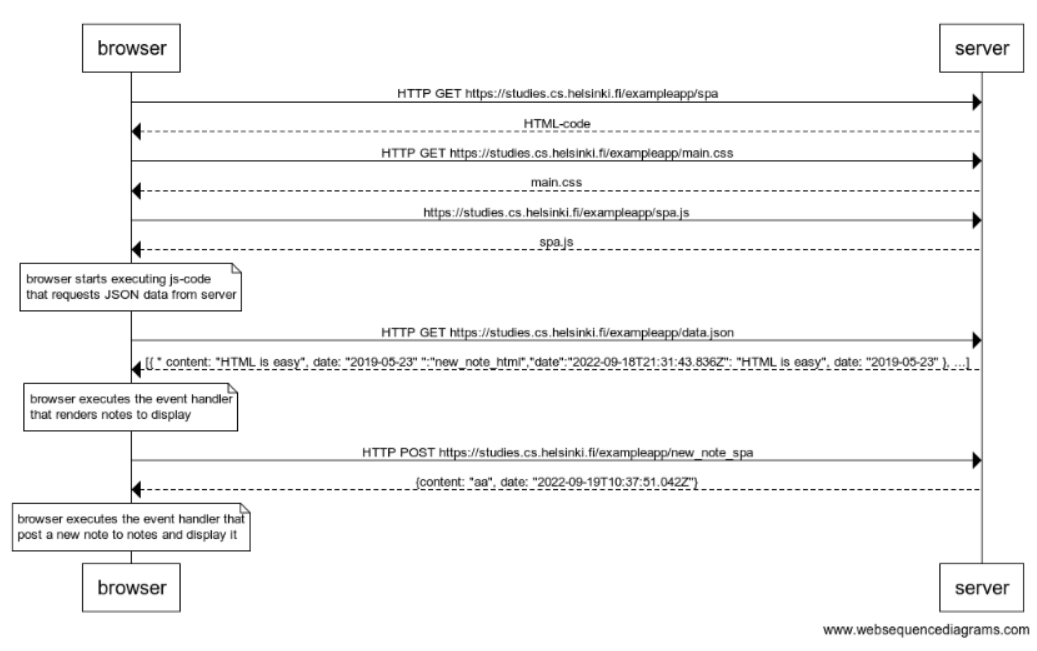 browser
server
HTTP GET https://studies.cs.helsinki.fi/exampleapp/spa
HTML-code
HTTP GET https://studies.cs.helsinki.fi/exampleapp/main.css
main.css
https://studies.cs.helsinki.fi/exampleapp/spa.js
spa.js
browser starts executing js-code
that requests JSON data from server
HTTP GET https://studies.cs.helsinki.fi/exampleapp/data.json
[{ " content: "HTML is easy", date: "2019-05-23" ":"new_note_html","date":"2022-09-18T21:31:43.836Z": "HTML is easy", date: "2019-05-23" }, ...]
browser executes the event handler
that renders notes to display
HTTP POST https://studies.cs.helsinki.fi/exampleapp/new_note_spa
{content: "aa", date: "2022-09-19T10:37:51.042Z"}
browser executes the event handler that
post a new note to notes and display it
browser
server
www.websequencediagrams.com